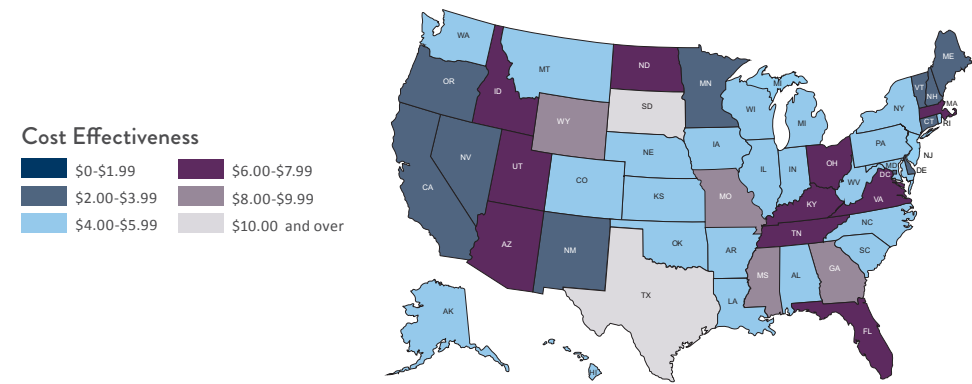 Cost Effectiveness
$0-$1.99
$6.00-$7.99
$2.00-$3.99
$8.00-$9.99
$4.00-$5.99
$10.00 and over
WA
MT
ND
MN
ME
OR
ID
SD
WI
MI
VT
NH
WY
MI
NY
MA
CT
RI
NE
IA
PA
NV
UT
CO
IL
IN
OH
NJ
MD
DE
CA
KS
MO
WV
DC
KY
VA
AZ
NM
OK
AR
TN
NC
SC
TX
LA
MS
AL
GA
AK
FL
HI